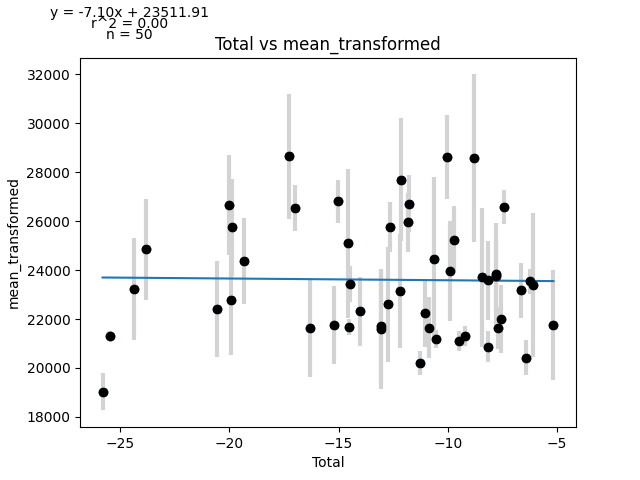 y = -7.10x + 23511.91
r^2 = 0.00
n = 50
Total vs mean_transformed
mean_transformed
32000
30000
28000
26000
24000
22000
20000
18000
−25
−20
−15
−10
−5
Total